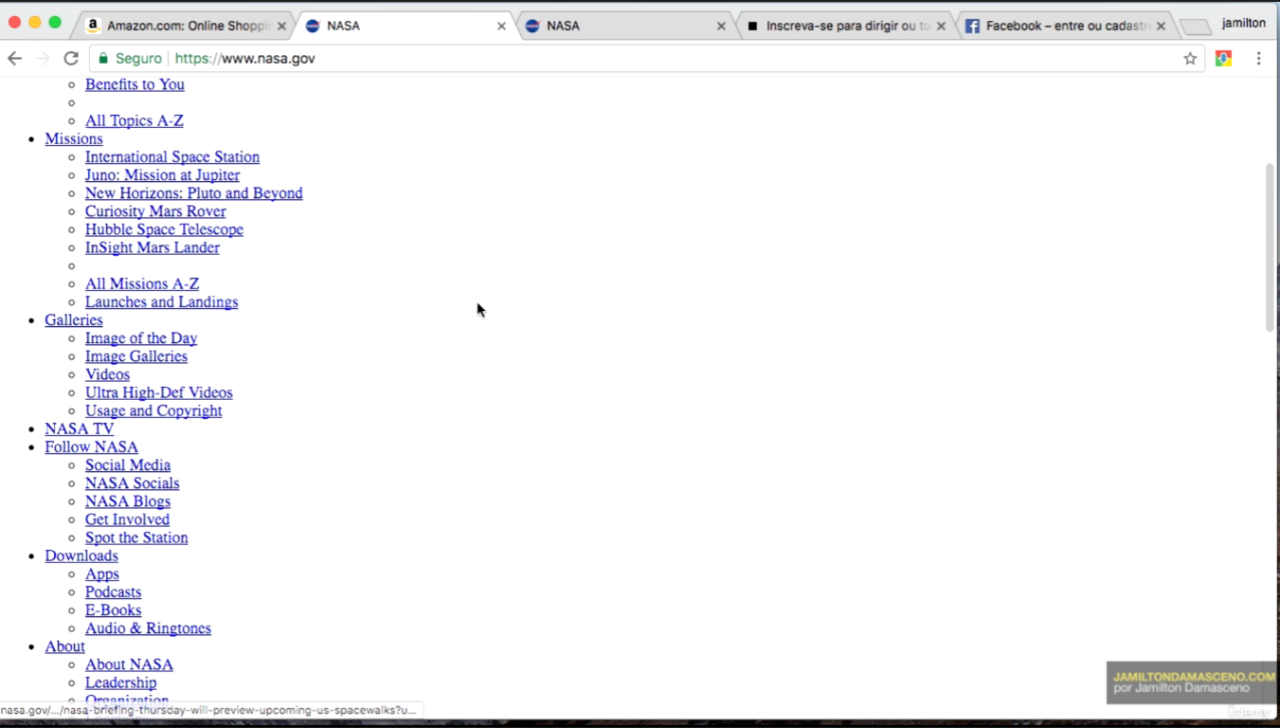 Amazon.com: Online Shoppi
NASA
NASA
Inscreva-se para dirigir ou to
Facebook – entre ou cadastr
jamilton
Seguro https://www.nasa.gov
Benefits to You
All Topics A-Z
Missions
International Space Station
Juno: Mission at Jupiter
New Horizons: Pluto and Beyond
Curiosity Mars Rover
Hubble Space Telescope
InSight Mars Lander
All Missions A-Z
Launches and Landings
Galleries
Image of the Day
Image Galleries
Videos
Ultra High-Def Videos
Usage and Copyright
NASA TV
Follow NASA
Social Media
NASA Socials
NASA Blogs
Get Involved
Spot the Station
Downloads
Apps
Podcasts
E-Books
Audio & Ringtones
About
About NASA
Leadership
Organization
nasa.gov/.../nasa-briefing-thursday-will-preview-upcoming-us-spacewalks?u...
JAMILTONDAMASCENO.COM
por Jamilton Damasceno